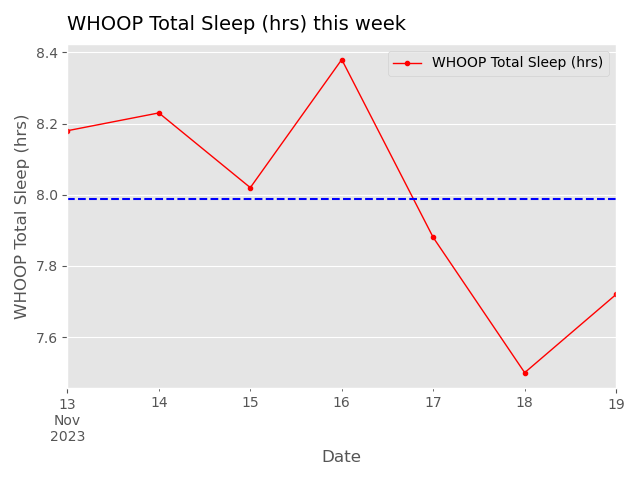 WHOOP Total Sleep (hrs) this week
WHOOP Total Sleep (hrs)
WHOOP Total Sleep (hrs)
8.4
8.2
8.0
7.8
7.6
13 14 15 16 17 18 19
Nov
2023
Date